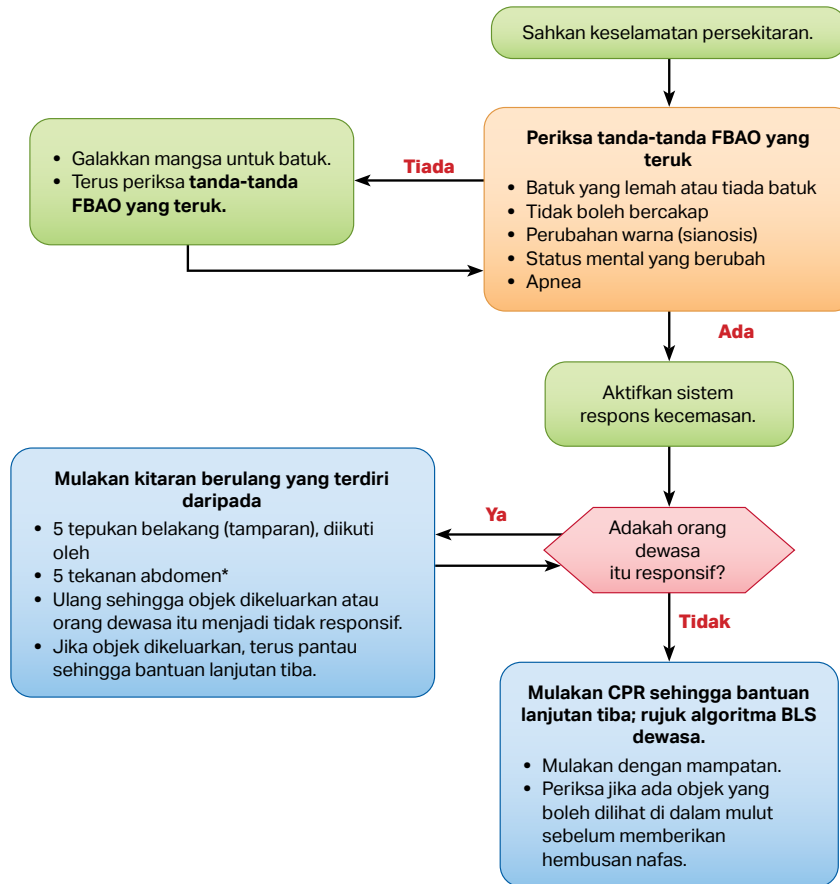 Sahkan keselamatan persekitaran.
Periksa tanda-tanda FBAO yang
teruk
• Batuk yang lemah atau tiada batuk
• Tidak boleh bercakap
• Perubahan warna (sianosis)
• Status mental yang berubah
• Apnea
Tiada
• Galakkan mangsa untuk batuk.
• Terus periksa tanda-tanda
FBAO yang teruk.
Ada
Aktifkan sistem
respons kecemasan.
Adakah orang
dewasa
itu responsif?
Ya
Mulakan kitaran berulang yang terdiri
daripada
• 5 tepukan belakang (tamparan), diikuti
oleh
• 5 tekanan abdomen*
• Ulang sehingga objek dikeluarkan atau
orang dewasa itu menjadi tidak responsif.
• Jika objek dikeluarkan, terus pantau
sehingga bantuan lanjutan tiba.
Tidak
Mulakan CPR sehingga bantuan
lanjutan tiba; rujuk algoritma BLS
dewasa.
• Mulakan dengan mampatan.
• Periksa jika ada objek yang
boleh dilihat di dalam mulut
sebelum memberikan
hembusan nafas.